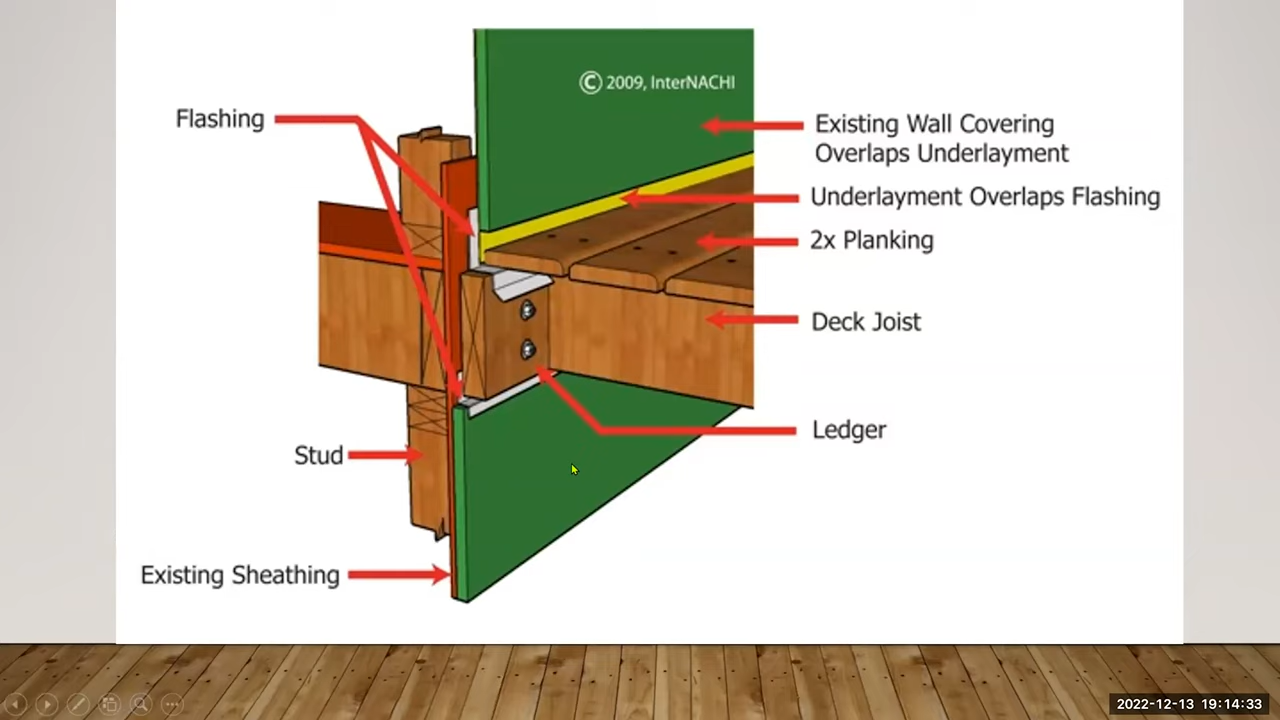 © 2009, InterNACHI
Flashing
Existing Wall Covering
Overlaps Underlayment
Underlayment Overlaps Flashing
2x Planking
Deck Joist
Ledger
Stud
Existing Sheathing
2022-12-13 19:14:33